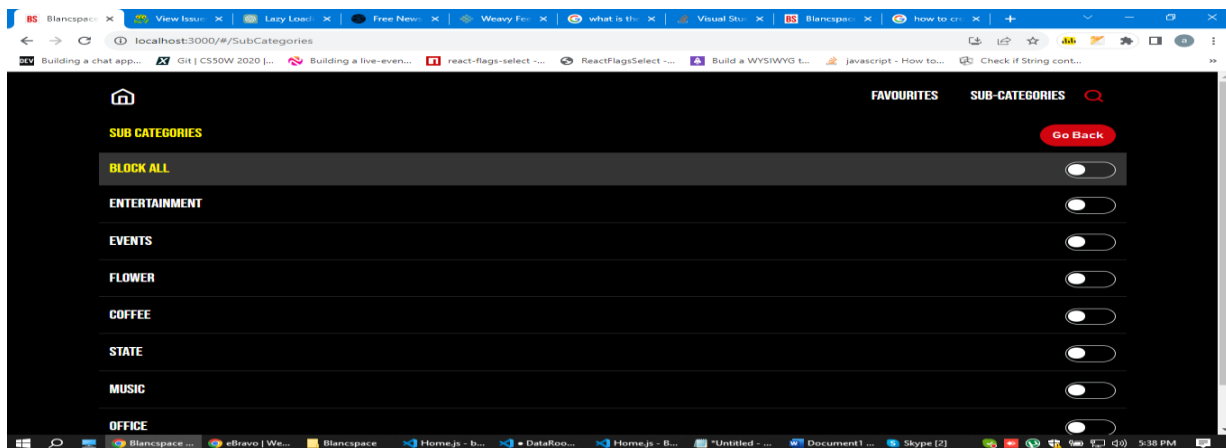 BS Blancspac View Issue Lazy Load Free New Weavy Fe what is th Visual Stu BS Blancspac how to cr
localhost:3000/#/SubCategories
DEV Building a chat app... Git | CS50W 2020 |... Building a live-even... react-flags-select -... ReactFlagsSelect -... Build a WYSIWYG t... javascript - How to... Check if String cont... »
FAVOURITES SUB-CATEGORIES
SUB CATEGORIES Go Back
BLOCK ALL
ENTERTAINMENT
EVENTS
FLOWER
COFFEE
STATE
MUSIC
OFFICE
Blancspace ... eBravo | We... Blancspace Home.js - b... • DataRoo... Home.js - B... *Untitled - ... Document1 ... Skype [2] 5:38 PM